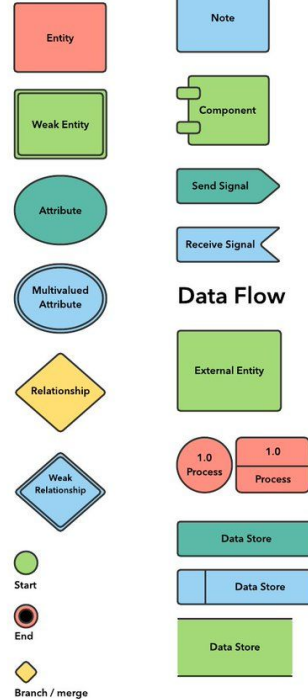 Entity
Weak Entity
Attribute
Multivalued
Attribute
Relationship
Weak
Relationship
Start
End
Branch / merge
Note
Component
Send Signal
Receive Signal
Data Flow
External Entity
1.0
Process
1.0
Process
Data Store
Data Store
Data Store